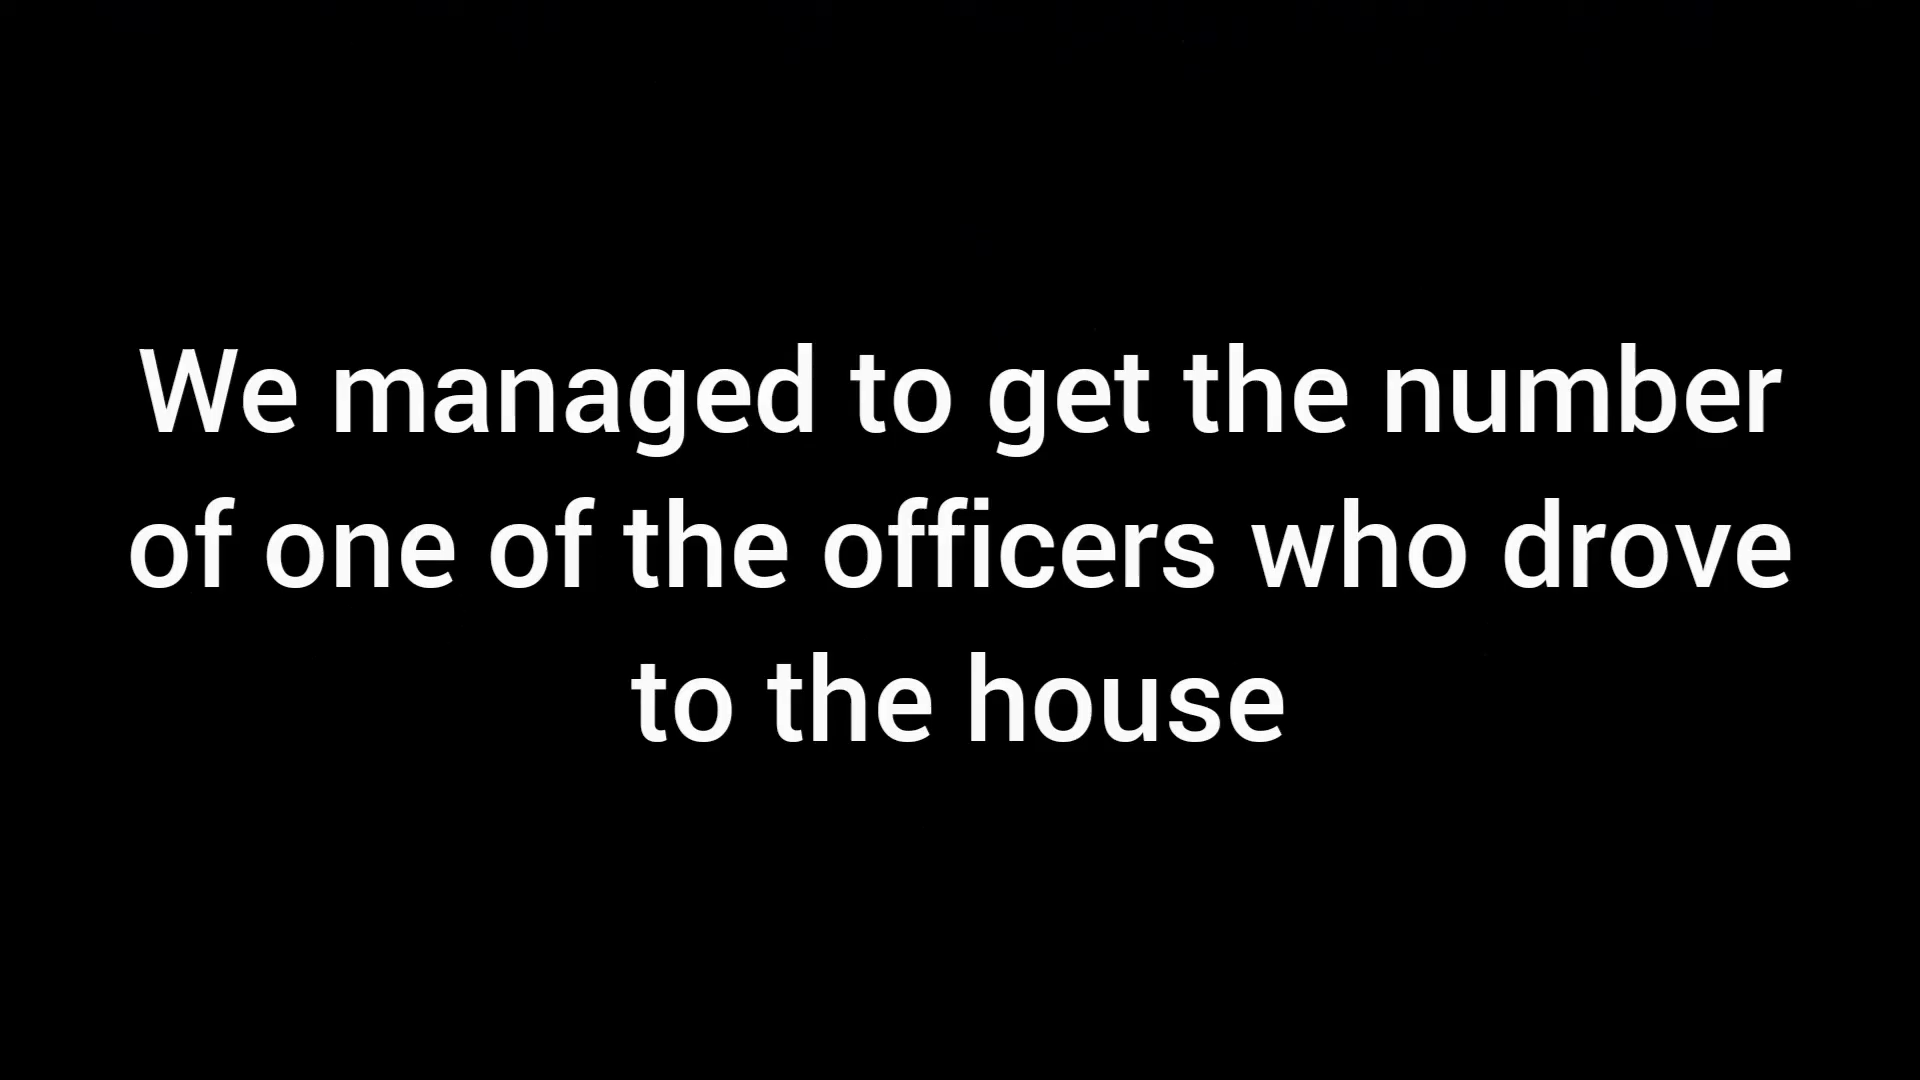 We managed to get the number
of one of the officers who drove
to the house